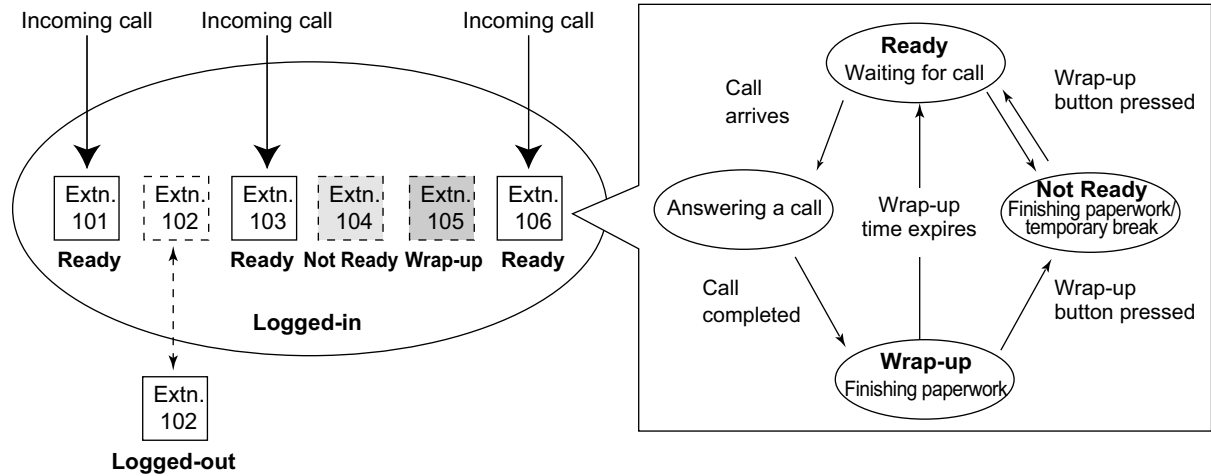 Incoming call
Incoming call
Incoming call
Extn.
101
Extn.
102
Extn.
103
Extn.
104
Extn.
105
Extn.
106
Ready
Ready
Not Ready
Wrap-up
Ready
Logged-in
Extn.
102
Logged-out
Ready
Waiting for call
Call
arrives
Wrap-up
button pressed
Answering a call
Wrap-up
time expires
Not Ready
Finishing paperwork/
temporary break
Call
completed
Wrap-up
button pressed
Wrap-up
Finishing paperwork